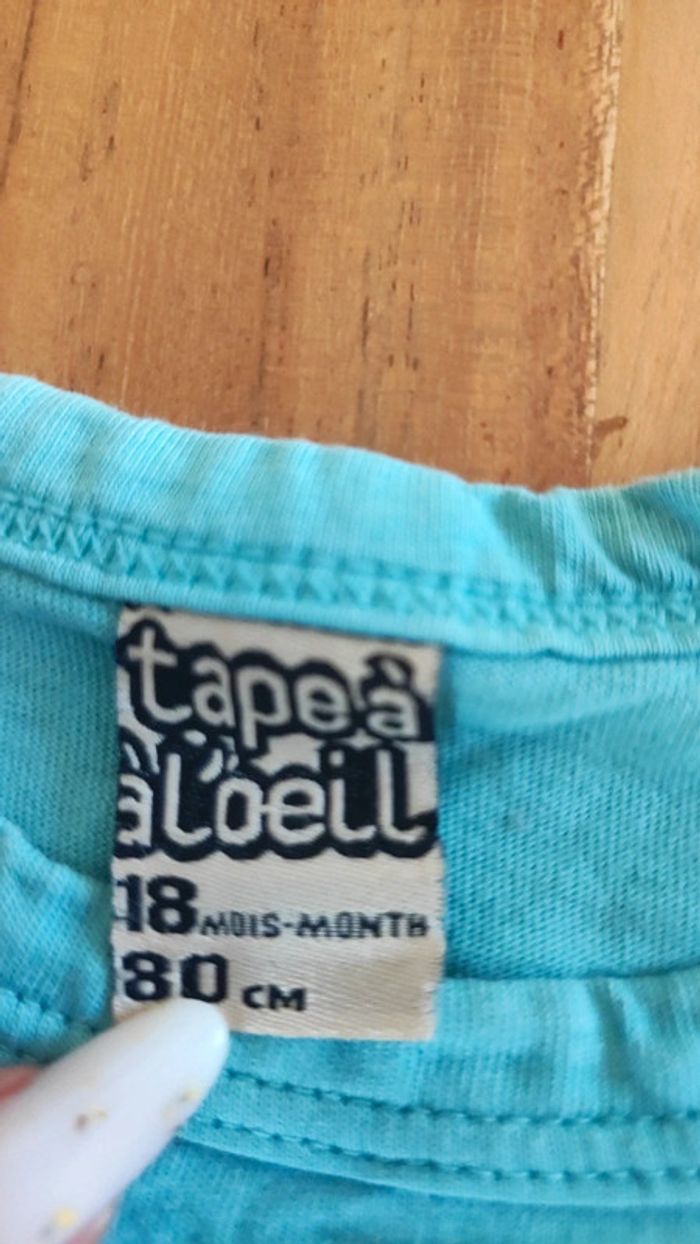 tape à
l'oeil
18 MOIS-MONTH
80 CM